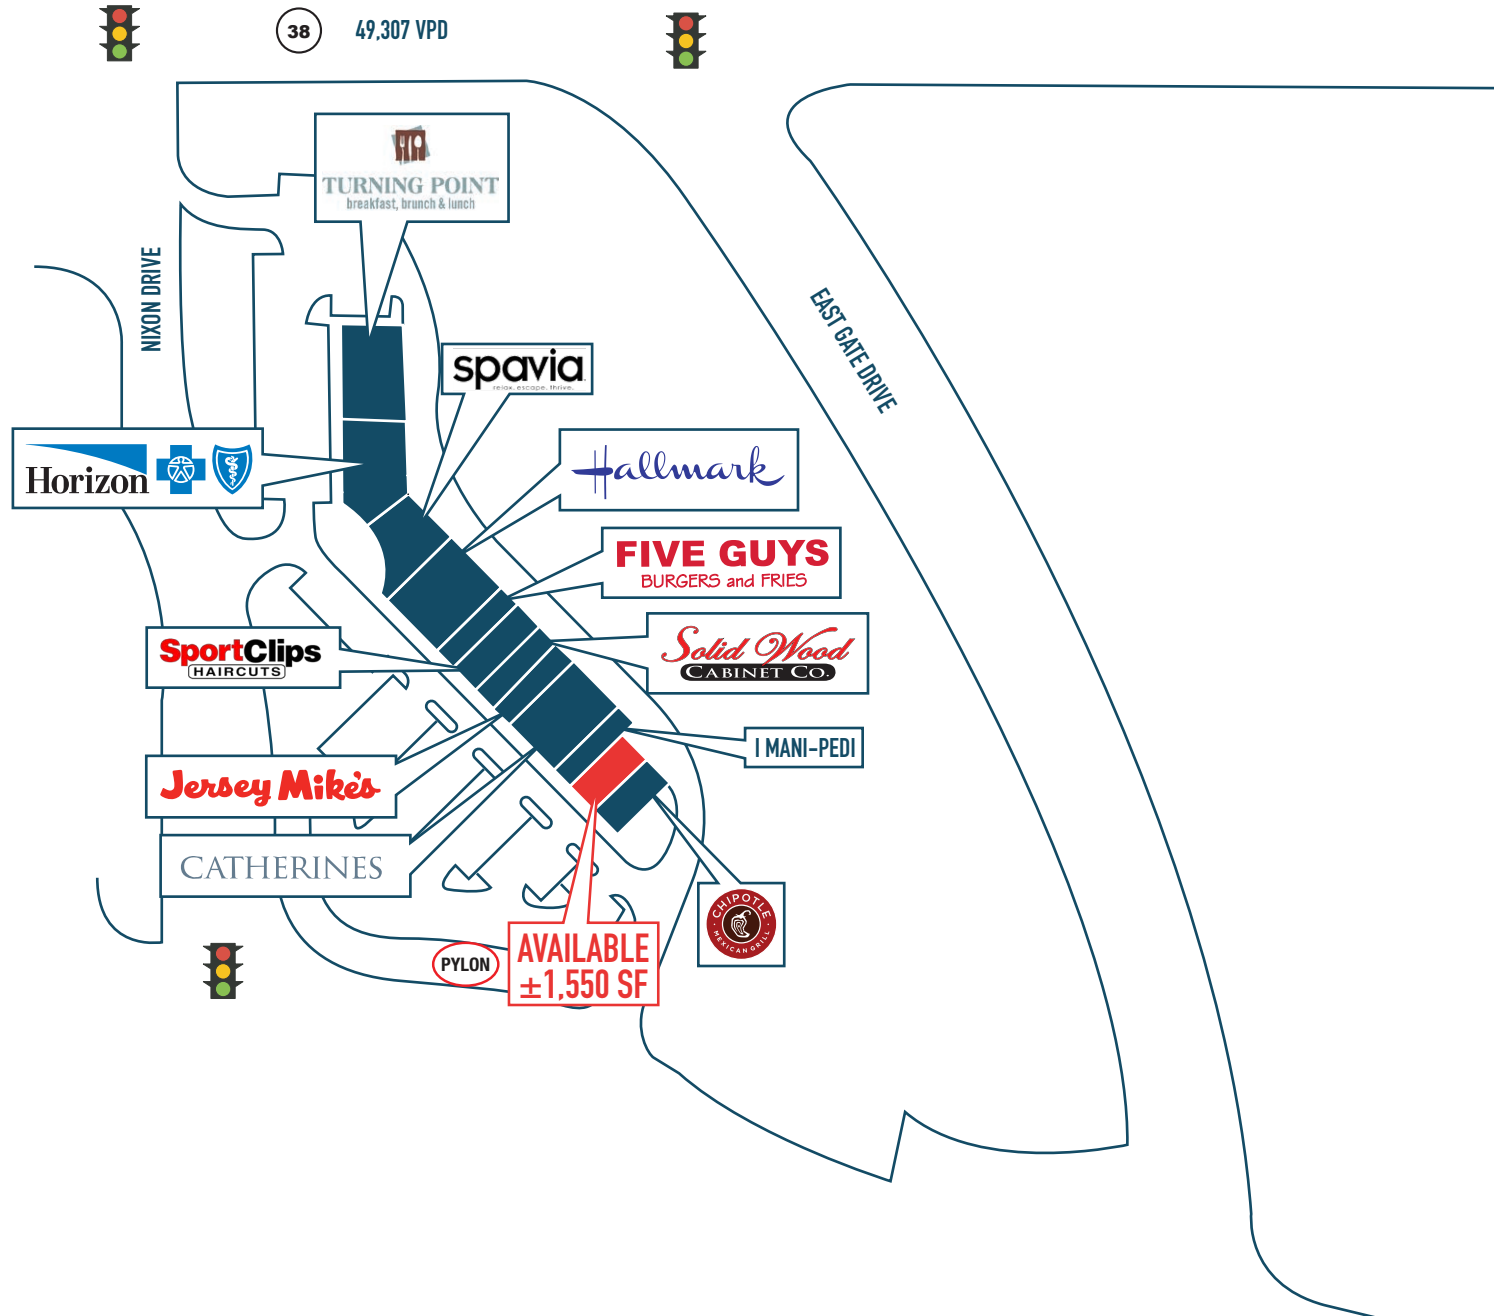 38
49,307 VPD
TURNING POINT
breakfast, brunch & lunch
NIXON DRIVE
EAST GATE DRIVE
spavia
relax. escape. thrive.
Horizon
Hallmark
FIVE GUYS
BURGERS and FRIES
SportClips
HAIRCUTS
Solid Wood
CABINET CO.
I MANI-PEDI
Jersey Mike's
CATHERINES
CHIPOTLE
MEXICAN GRILL
PYLON
AVAILABLE
±1,550 SF